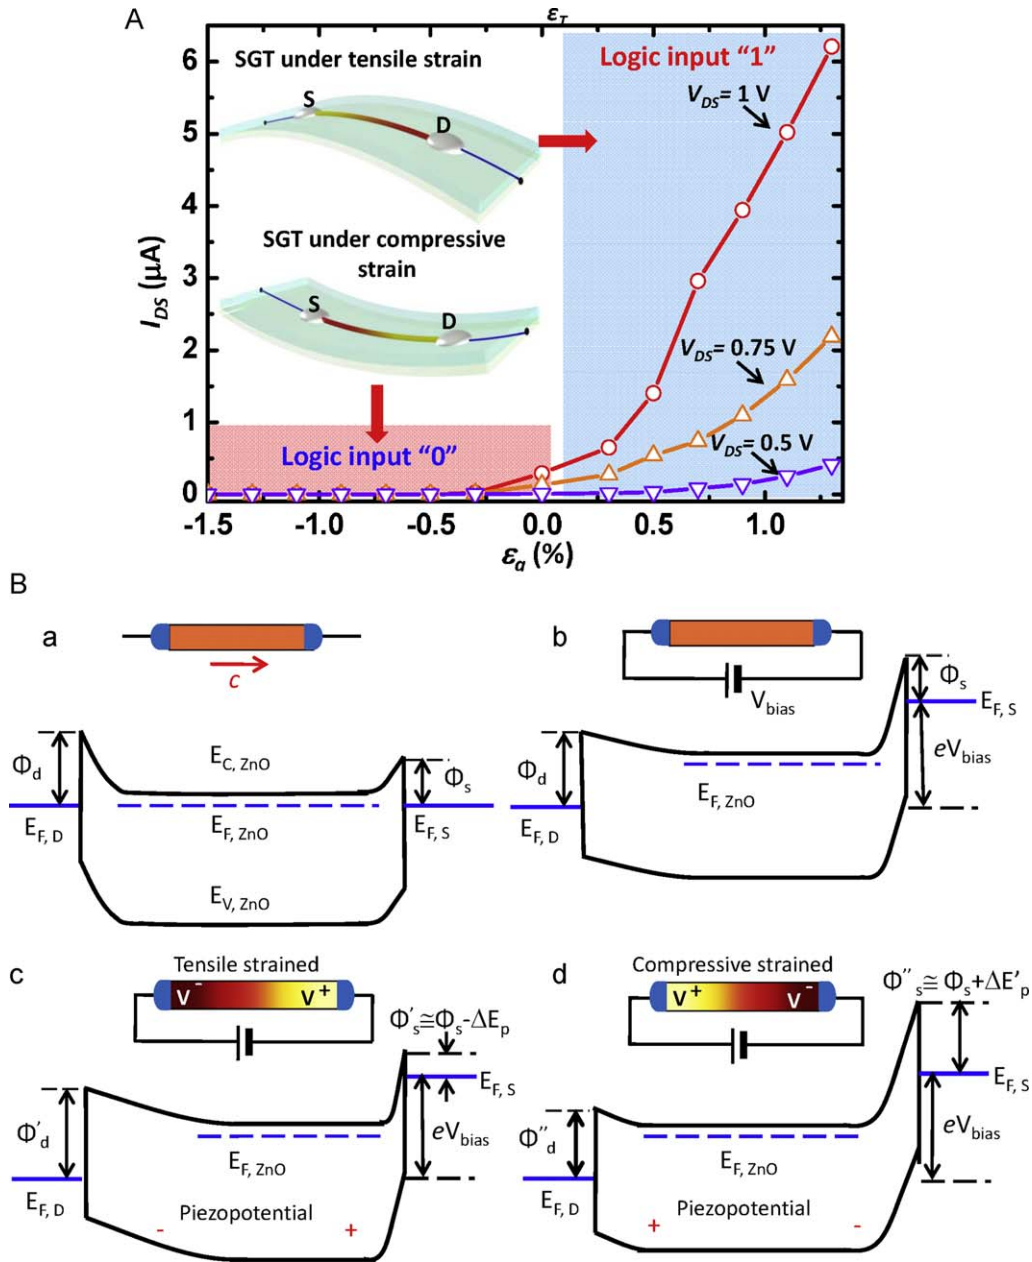 A
ε_T
SGT under tensile strain
Logic input “1”
S
D
V_DS= 1 V
SGT under compressive
strain
S
D
V_DS= 0.75 V
Logic input “0”
V_DS= 0.5 V
6
5
4
3
2
1
0
I_DS (μA)
-1.5
-1.0
-0.5
0.0
0.5
1.0
ε_a (%)
B
a
c
Φ_d
E_C, ZnO
Φ_s
E_F, D
E_F, ZnO
E_F, S
E_V, ZnO
b
V_bias
Φ_s
E_F, S
Φ_d
eV_bias
E_F, ZnO
E_F, D
c
Tensile strained
V⁻
V⁺
Φ'_s≅Φ_s-ΔE_p
E_F, S
Φ'_d
eV_bias
E_F, ZnO
E_F, D
Piezopotential
-
+
d
Compressive strained
V⁺
V⁻
Φ''_s≅ Φ_s+ΔE'_p
E_F, S
Φ''_d
eV_bias
E_F, ZnO
E_F, D
Piezopotential
+
-